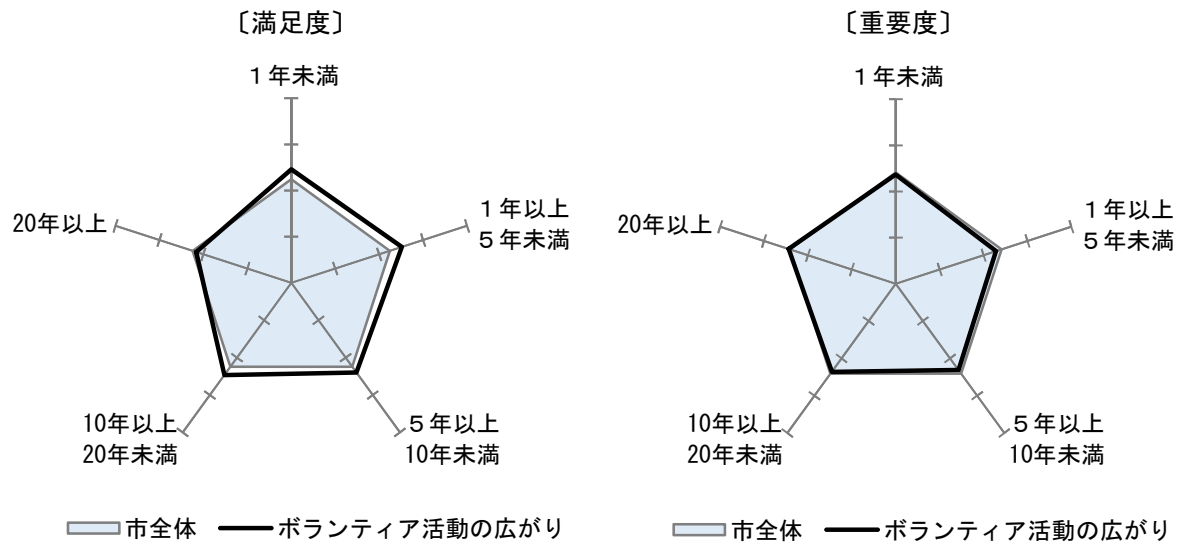 〔満足度〕
１年未満
１年以上
５年未満
５年以上
10年未満
10年以上
20年未満
20年以上
市全体
ボランティア活動の広がり
〔重要度〕
１年未満
１年以上
５年未満
５年以上
10年未満
10年以上
20年未満
20年以上
市全体
ボランティア活動の広がり